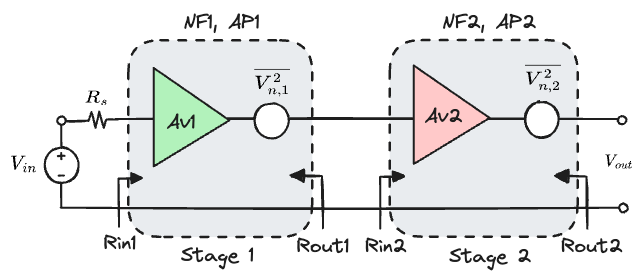 NF1, AP1
NF2, AP2
R_s
Av1
\overline{V_{n,1}^2}
Av2
\overline{V_{n,2}^2}
V_{in}
+
-
V_{out}
Rin1
Rout1
Rin2
Rout2
Stage 1
Stage 2